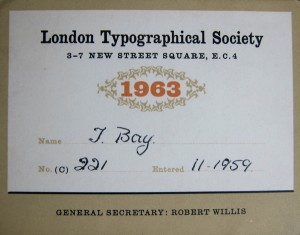 London Typographical Society
3-7 NEW STREET SQUARE, E.C.4
1963
Name T. Bay.
No. (C) 221 Entered 11-1959
GENERAL SECRETARY: ROBERT WILLIS